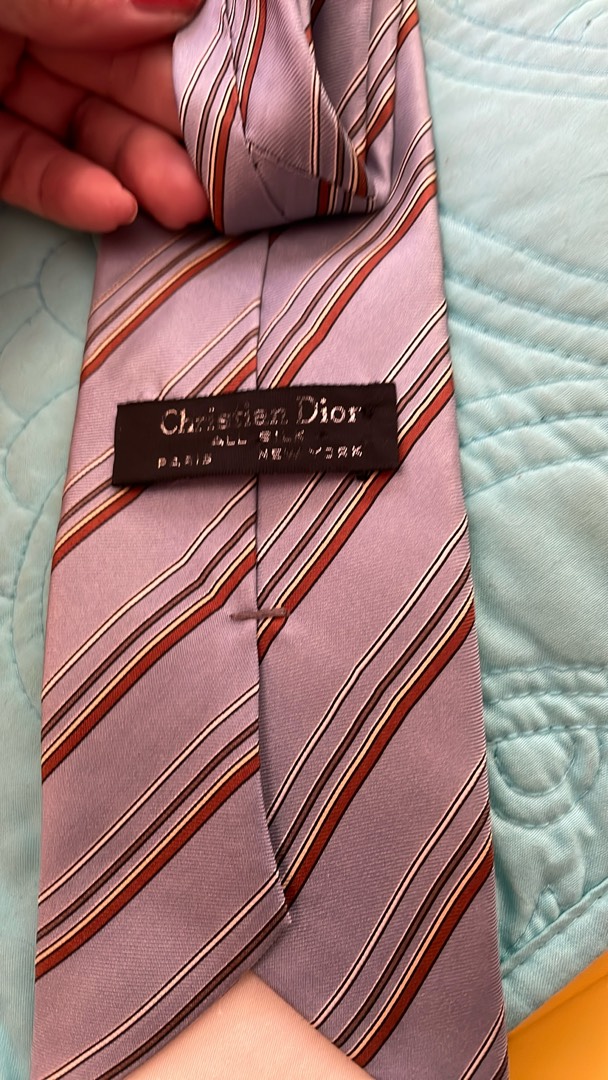 Christian Dior
ALL SILK
PARIS NEW YORK